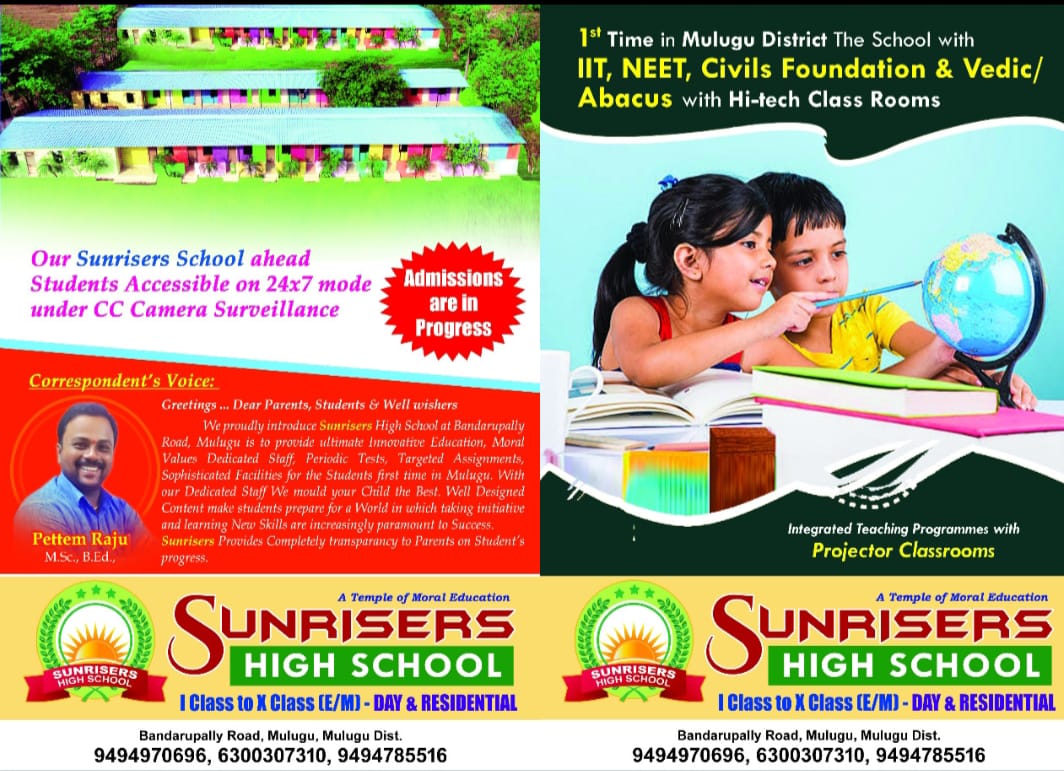 Our Sunrisers School ahead
Students Accessible on 24x7 mode
under CC Camera Surveillance
Admissions
are in
Progress
Correspondent's Voice:
Greetings ... Dear Parents, Students & Well wishers
We proudly introduce Sunrisers High School at Bandarupally
Road, Mulugu is to provide ultimate Innovative Education, Moral
Values Dedicated Staff, Periodic Tests, Targeted Assignments,
Sophisticated Facilities for the Students first time in Mulugu. With
our Dedicated Staff We mould your Child the Best. Well Designed
Content make students prepare for a World in which taking initiative
and learning New Skills are increasingly paramount to Success.
Sunrisers Provides Completely transparancy to Parents on Student's
progress.
Pettem Raju
M.Sc., B.Ed.,
A Temple of Moral Education
SUNRISERS
HIGH SCHOOL
SUNRISERS
HIGH SCHOOL
I Class to X Class (E/M) - DAY & RESIDENTIAL
Bandarupally Road, Mulugu, Mulugu Dist.
9494970696, 6300307310, 9494785516
1st Time in Mulugu District The School with
IIT, NEET, Civils Foundation & Vedic/
Abacus with Hi-tech Class Rooms
Integrated Teaching Programmes with
Projector Classrooms
A Temple of Moral Education
SUNRISERS
HIGH SCHOOL
SUNRISERS
HIGH SCHOOL
I Class to X Class (E/M) - DAY & RESIDENTIAL
Bandarupally Road, Mulugu, Mulugu Dist.
9494970696, 6300307310, 9494785516